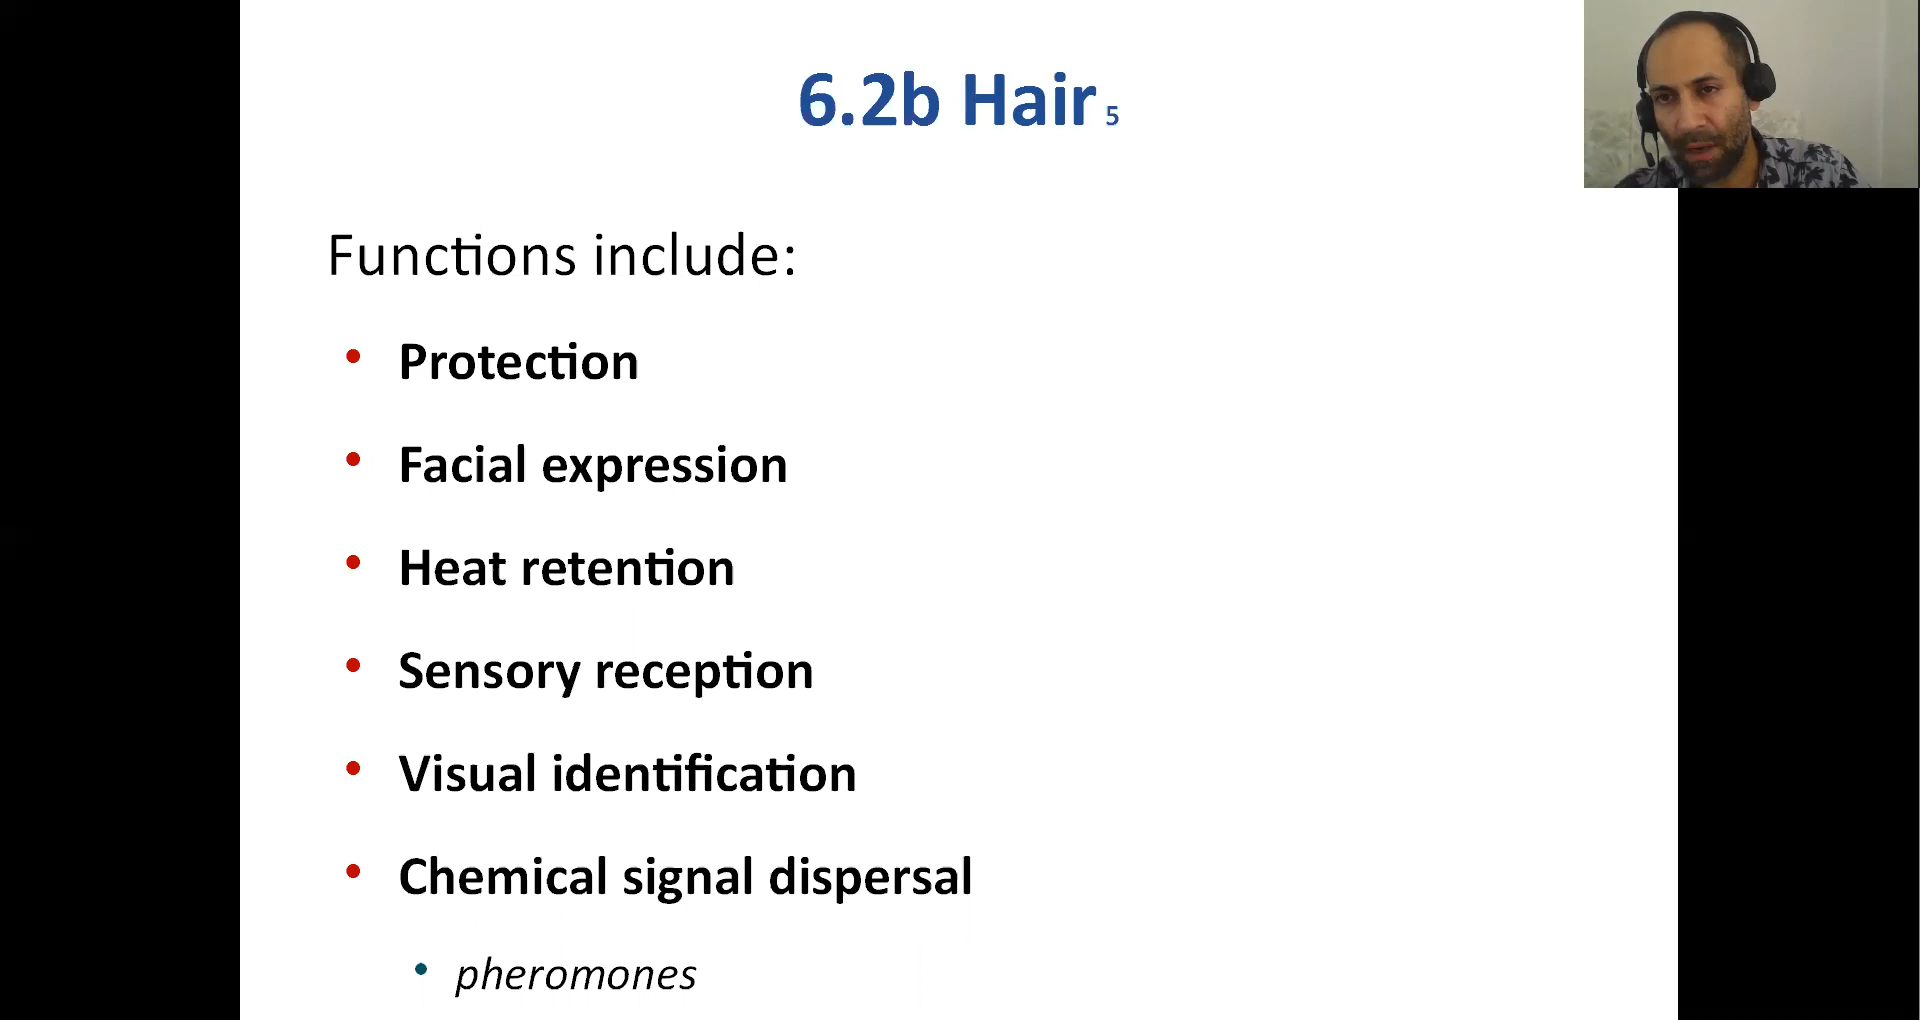 6.2b Hair 5
Functions include:
• Protection
• Facial expression
• Heat retention
• Sensory reception
• Visual identification
• Chemical signal dispersal
• pheromones